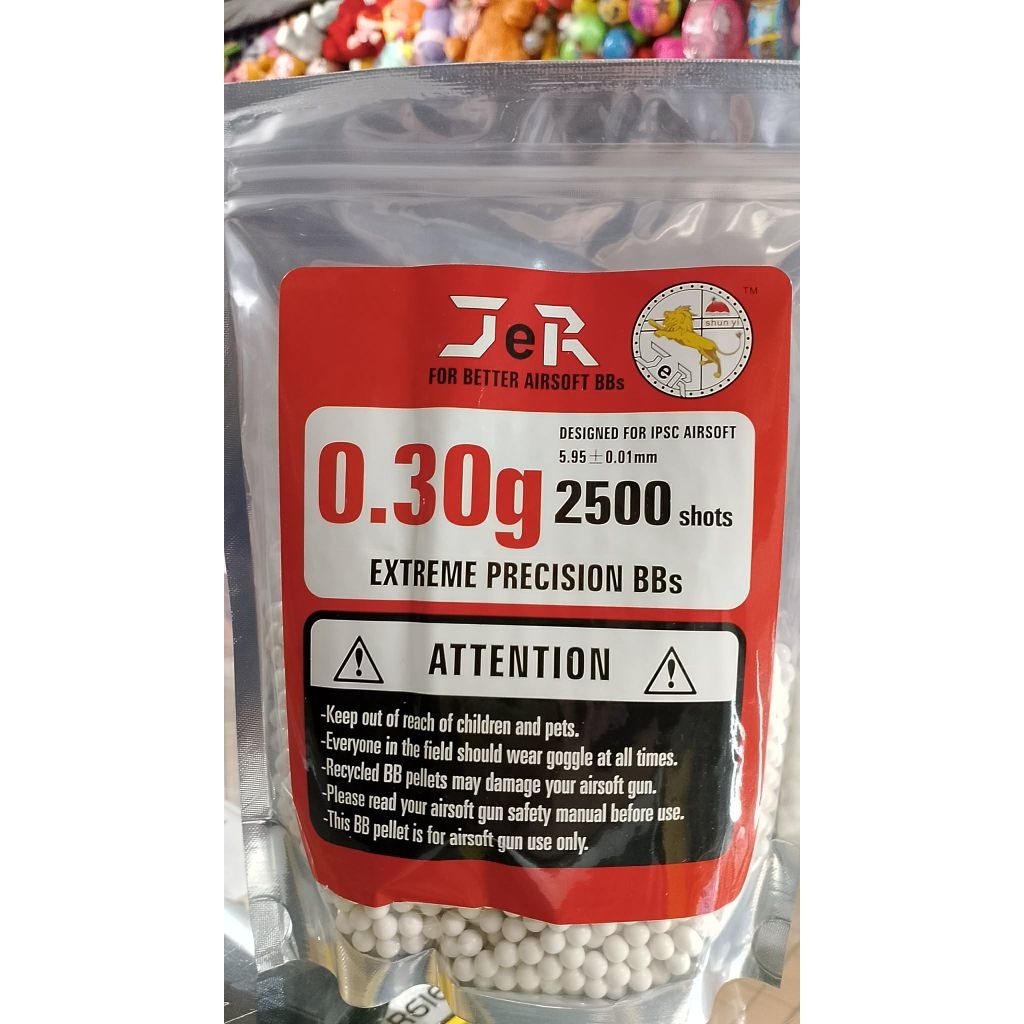 JeR
FOR BETTER AIRSOFT BBs
TM
shun yi
JeR
DESIGNED FOR IPSC AIRSOFT
5.95±0.01mm
0.30g
2500 shots
EXTREME PRECISION BBs
ATTENTION
-Keep out of reach of children and pets.
-Everyone in the field should wear goggle at all times.
-Recycled BB pellets may damage your airsoft gun.
-Please read your airsoft gun safety manual before use.
-This BB pellet is for airsoft gun use only.